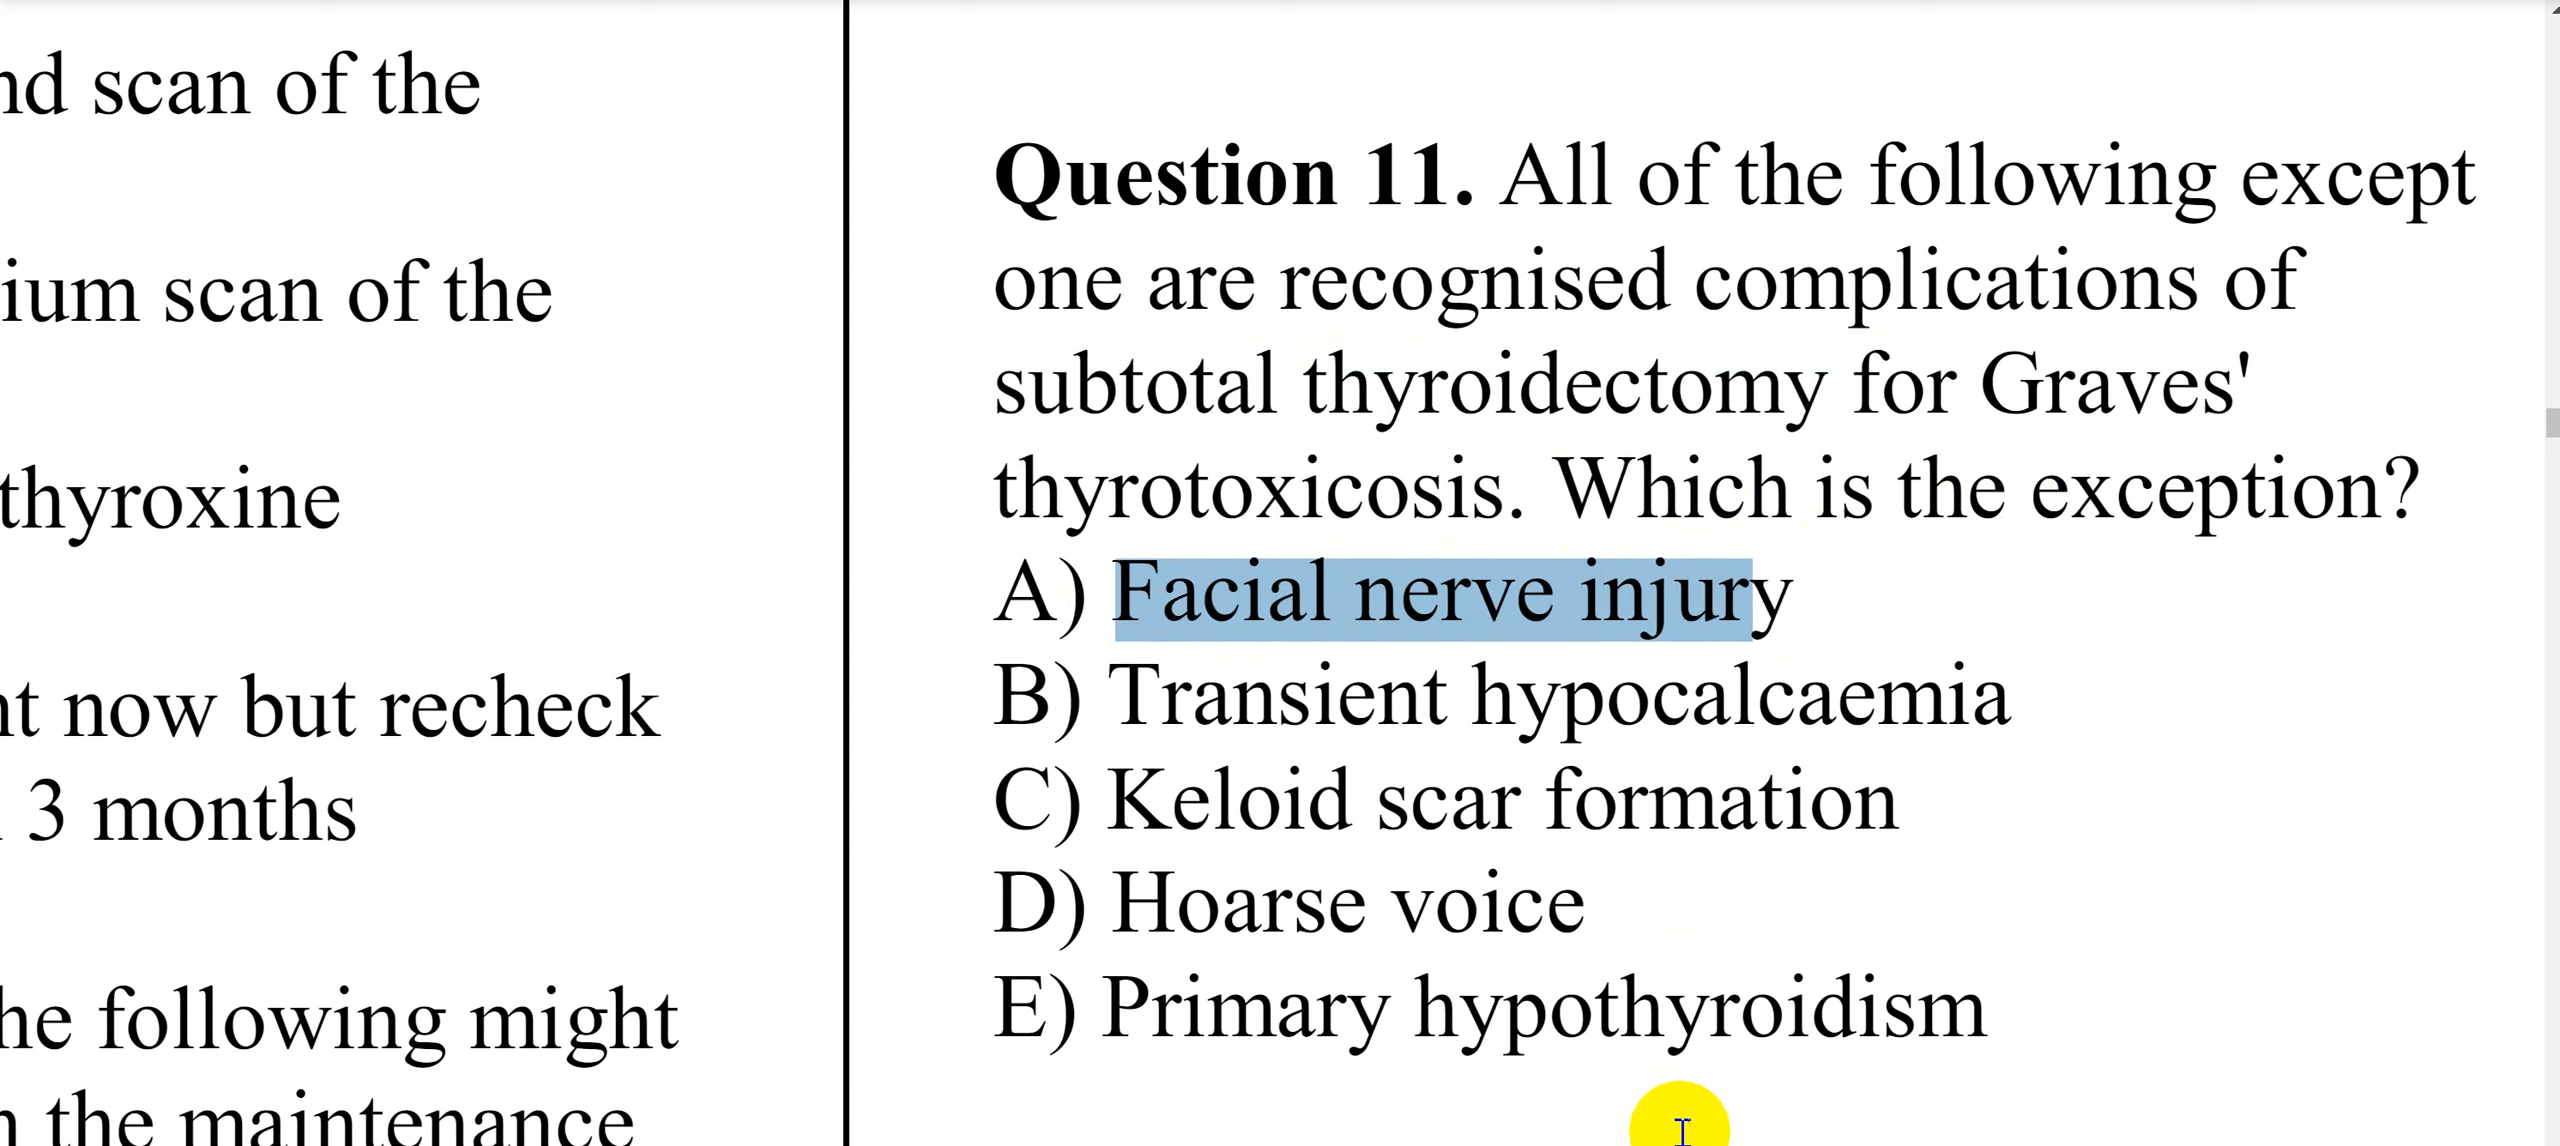 nd scan of the
ium scan of the
thyroxine
nt now but recheck
3 months
he following might
n the maintenance
Question 11. All of the following except
one are recognised complications of
subtotal thyroidectomy for Graves'
thyrotoxicosis. Which is the exception?
A) Facial nerve injury
B) Transient hypocalcaemia
C) Keloid scar formation
D) Hoarse voice
E) Primary hypothyroidism